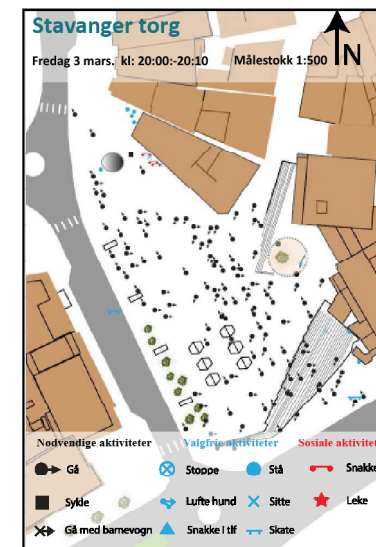 Stavanger torg
Fredag 3 mars. kl: 20:00:-20:10 Målestokk 1:500 N
Nødvendige aktiviteter Valgfrie aktiviteter Sosiale aktivitet
Gå Stoppe Stå Snakke
Sykle Lufte hund Sitte Leke
Gå med barnevogn Snakke i tlf Skate